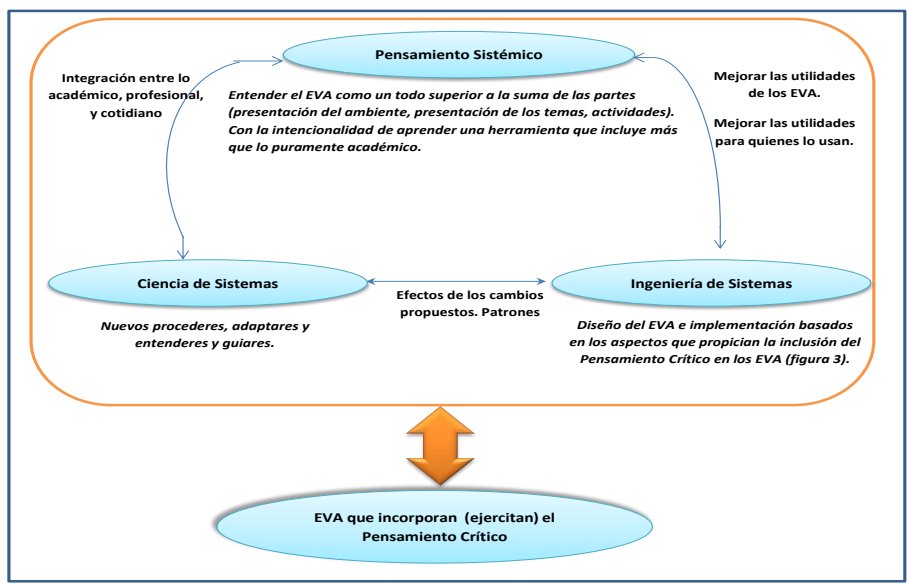 Pensamiento Sistémico
Integración entre lo
académico, profesional,
y cotidiano
Entender el EVA como un todo superior a la suma de las partes
(presentación del ambiente, presentación de los temas, actividades).
Con la intencionalidad de aprender una herramienta que incluye más
que lo puramente académico.
Mejorar las utilidades
de los EVA.
Mejorar las utilidades
para quienes lo usan.
Ciencia de Sistemas
Nuevos procederes, adaptares y
entenderes y guiares.
Efectos de los cambios
propuestos. Patrones
Ingeniería de Sistemas
Diseño del EVA e implementación basados
en los aspectos que propician la inclusión del
Pensamiento Crítico en los EVA (figura 3).
EVA que incorporan (ejercitan) el
Pensamiento Crítico